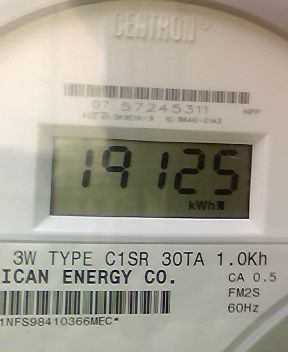 CENTRON
07 57245311 MPP
19125
kWh
3W TYPE C1SR 30TA 1.0Kh
ICAN ENERGY CO. CA 0.5
FM2S
60Hz
1NFS98410366MEC*